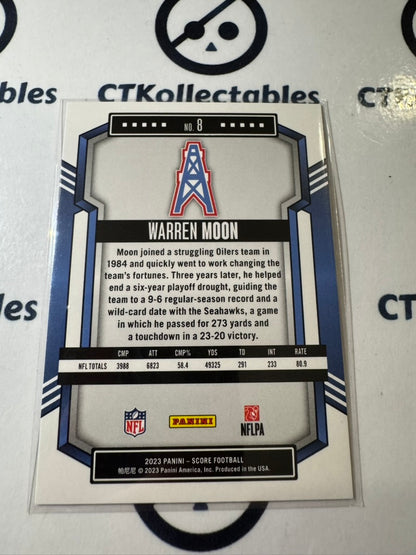 CTKollectables
NO. 8
WARREN MOON
Moon joined a struggling Oilers team in
1984 and quickly went to work changing the
team's fortunes. Three years later, he helped
end a six-year playoff drought, guiding the
team to a 9-6 regular-season record and a
wild-card date with the Seahawks, a game
in which he passed for 273 yards and
a touchdown in a 23-20 victory.
CMP ATT CMP% YDS TD INT RATE
NFL TOTALS 3988 6823 58.4 49325 291 233 80.9
NFL PANINI NFLPA
2023 PANINI – SCORE FOOTBALL
帕尼尼 © 2023 Panini America, Inc. Produced in the USA.